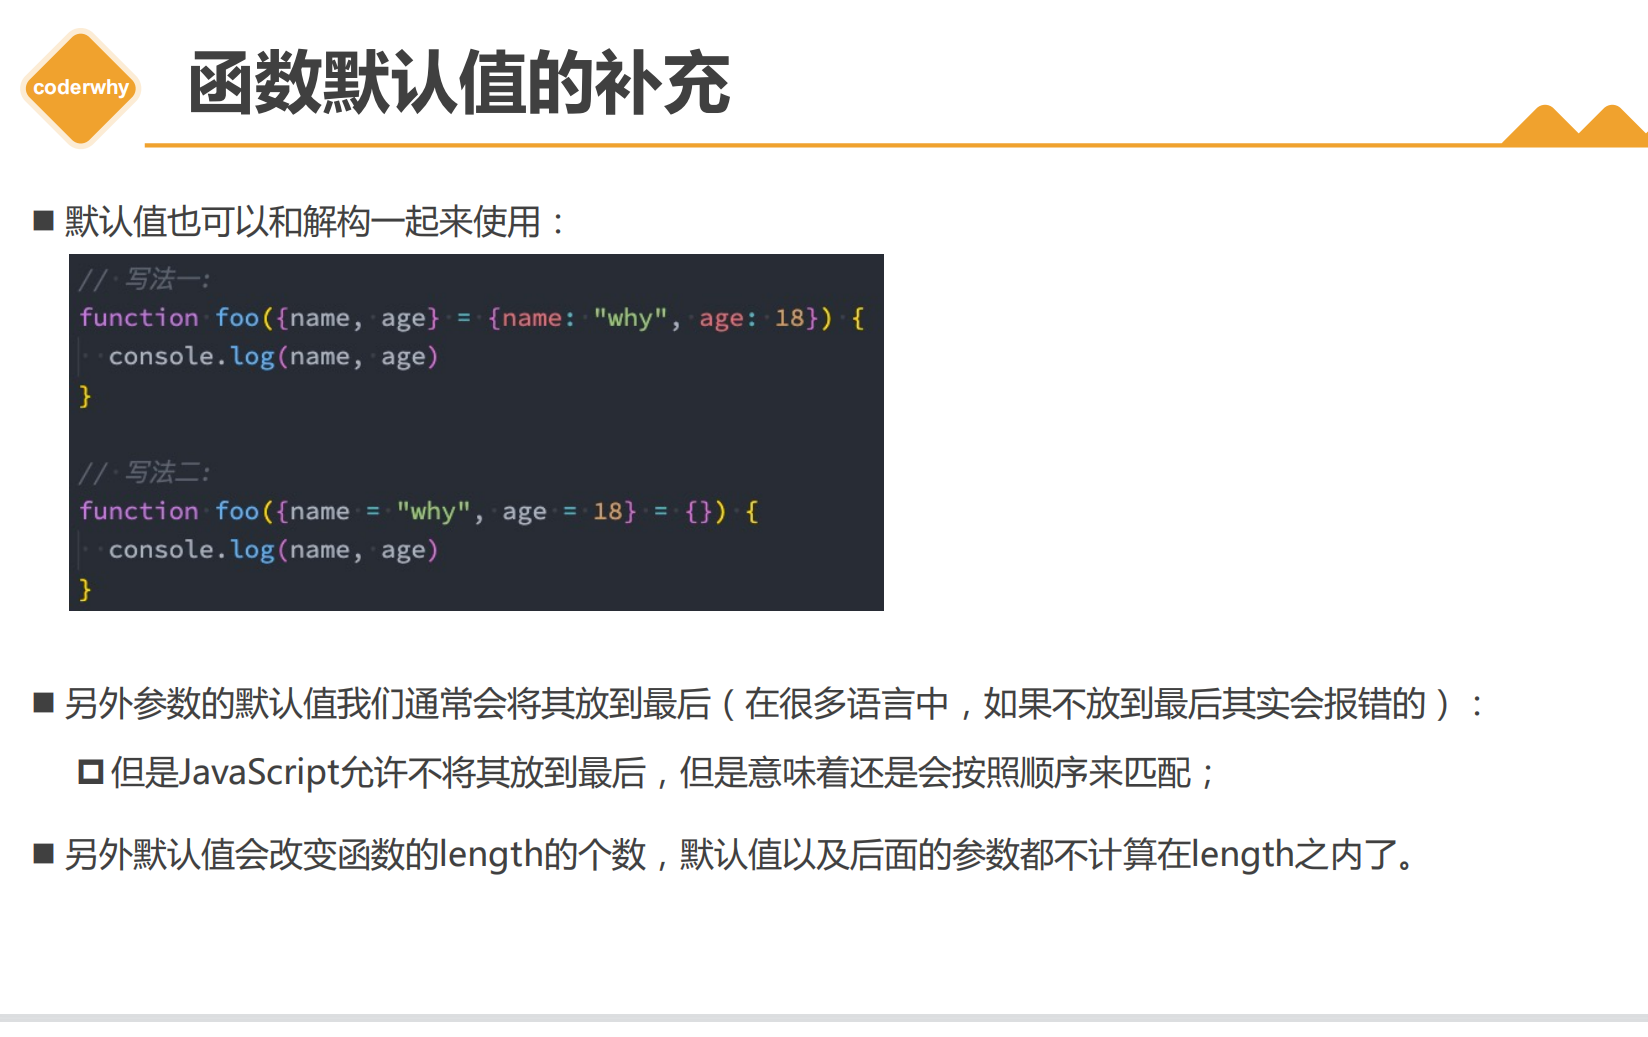 coderwhy
函数默认值的补充
默认值也可以和解构一起来使用：
// 写法一:
function foo({name, age} = {name: "why", age: 18}) {
  console.log(name, age)
}
// 写法二:
function foo({name = "why", age = 18} = {}) {
  console.log(name, age)
}
另外参数的默认值我们通常会将其放到最后（在很多语言中，如果不放到最后其实会报错的）：
但是JavaScript允许不将其放到最后，但是意味着还是会按照顺序来匹配；
另外默认值会改变函数的length的个数，默认值以及后面的参数都不计算在length之内了。